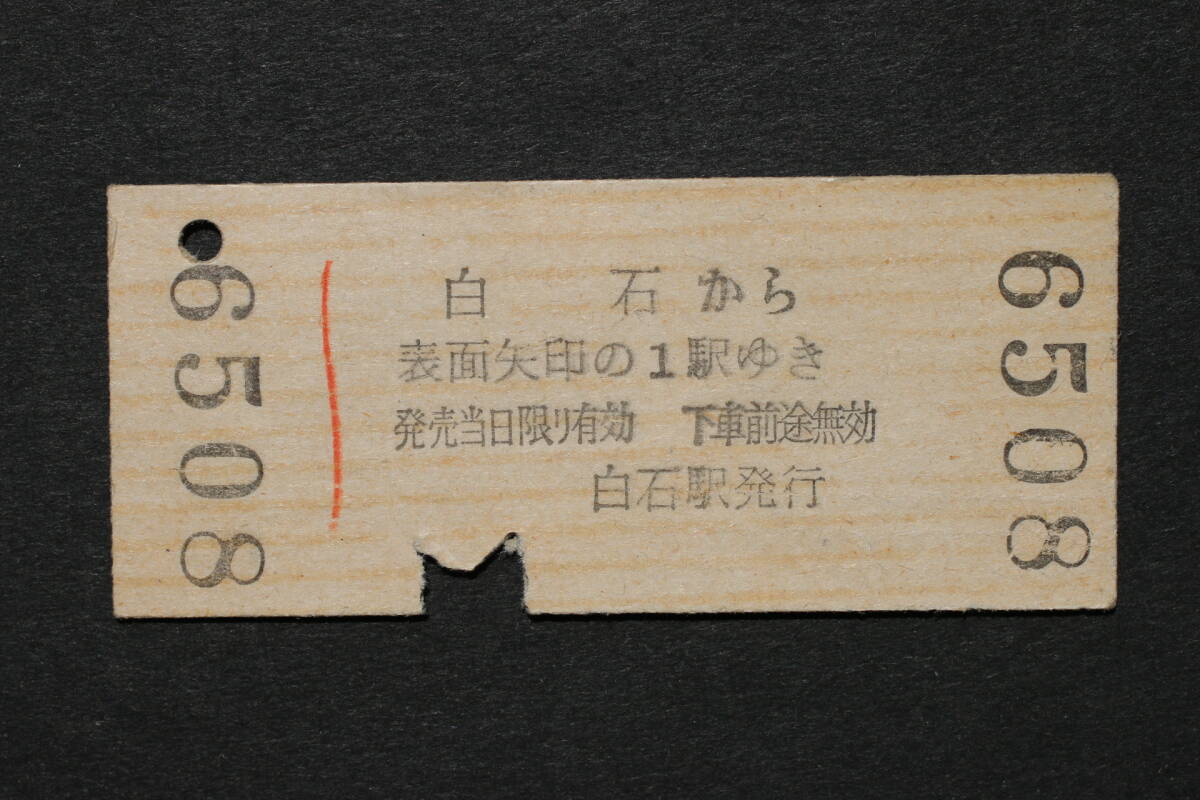 6508
白石から
表面矢印の1駅ゆき
発売当日限り有効 下車前途無効
白石駅発行
6508